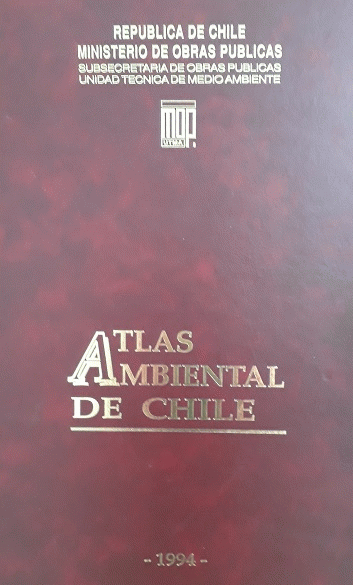 REPUBLICA DE CHILE
MINISTERIO DE OBRAS PUBLICAS
SUBSECRETARIA DE OBRAS PUBLICAS
UNIDAD TECNICA DE MEDIO AMBIENTE
MOP.
UTMA
ATLAS
AMBIENTAL
DE CHILE
- 1994 -